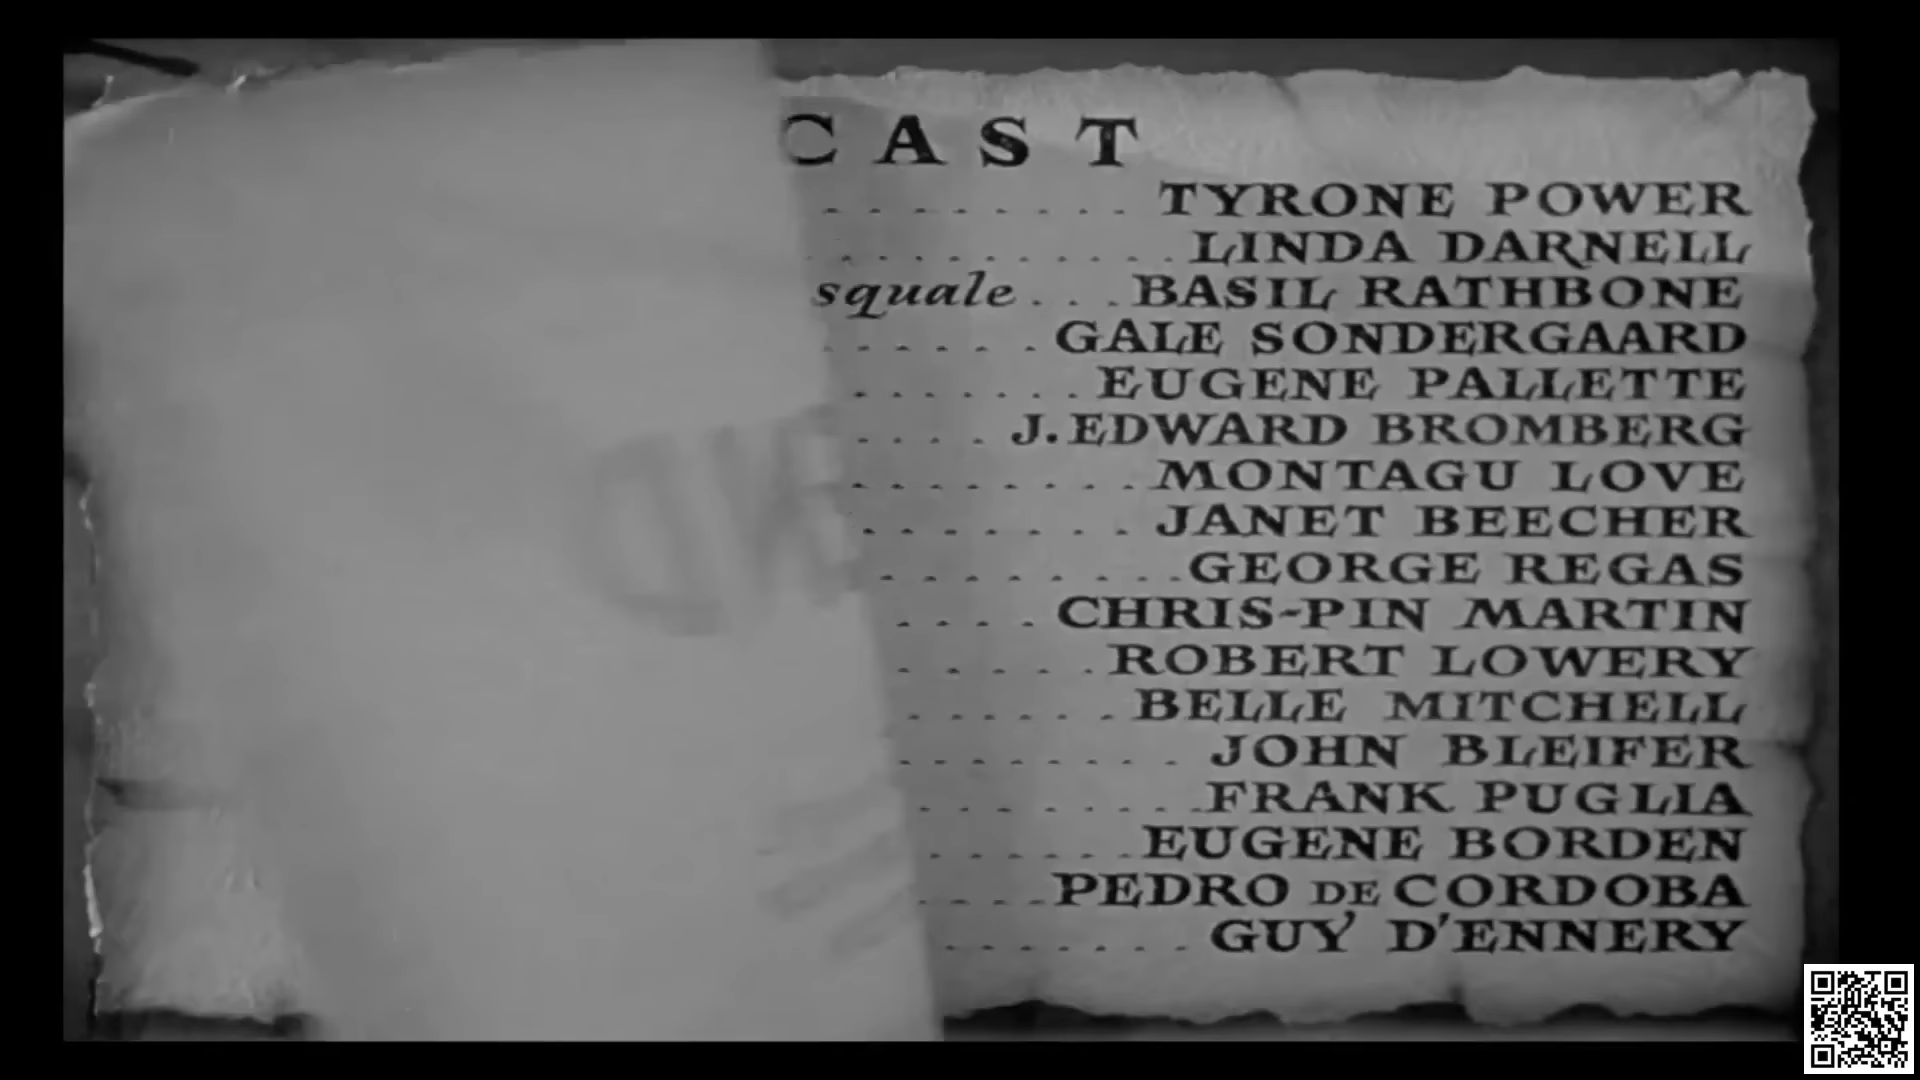 CAST
TYRONE POWER
LINDA DARNELL
squale . . . BASIL RATHBONE
GALE SONDERGAARD
EUGENE PALLETTE
J. EDWARD BROMBERG
MONTAGU LOVE
JANET BEECHER
GEORGE REGAS
CHRIS-PIN MARTIN
ROBERT LOWERY
BELLE MITCHELL
JOHN BLEIFER
FRANK PUGLIA
EUGENE BORDEN
PEDRO DE CORDOBA
GUY D'ENNERY